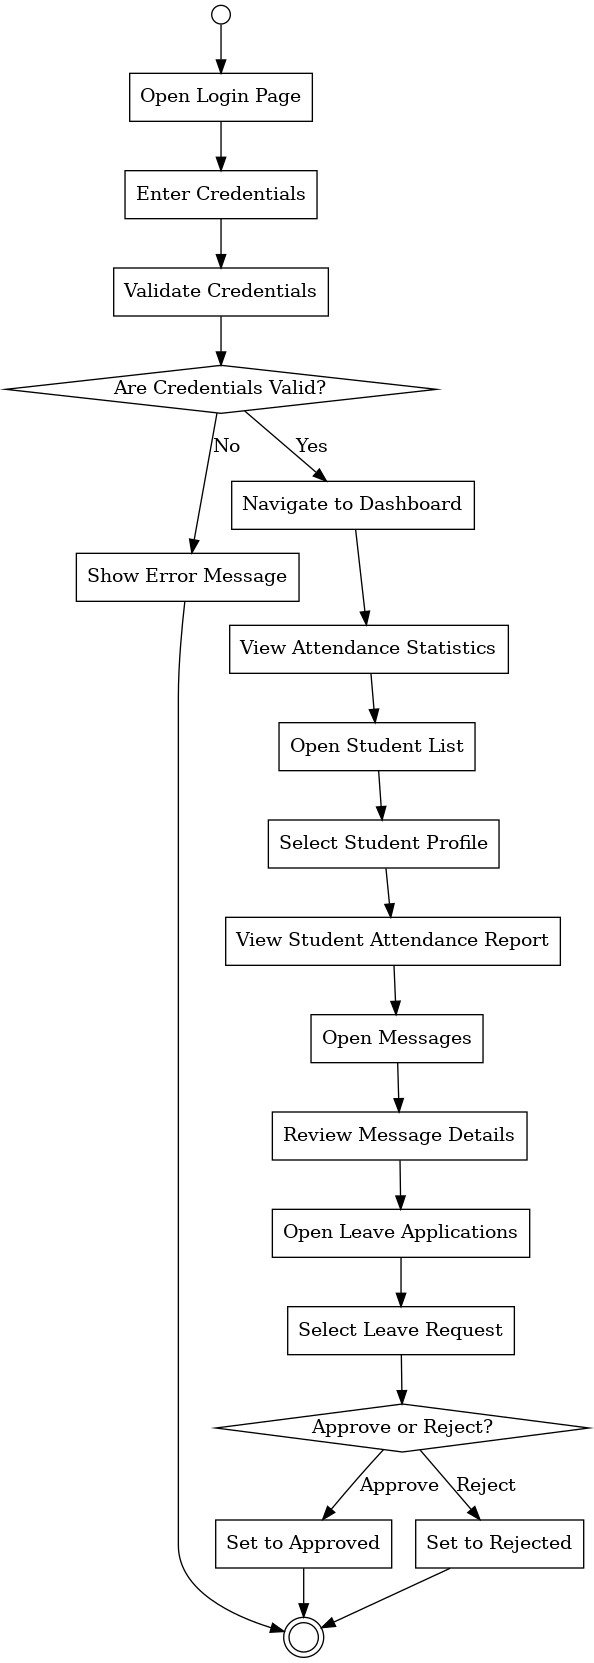 Open Login Page
Enter Credentials
Validate Credentials
Are Credentials Valid?
No
Yes
Navigate to Dashboard
Show Error Message
View Attendance Statistics
Open Student List
Select Student Profile
View Student Attendance Report
Open Messages
Review Message Details
Open Leave Applications
Select Leave Request
Approve or Reject?
Approve
Reject
Set to Approved
Set to Rejected